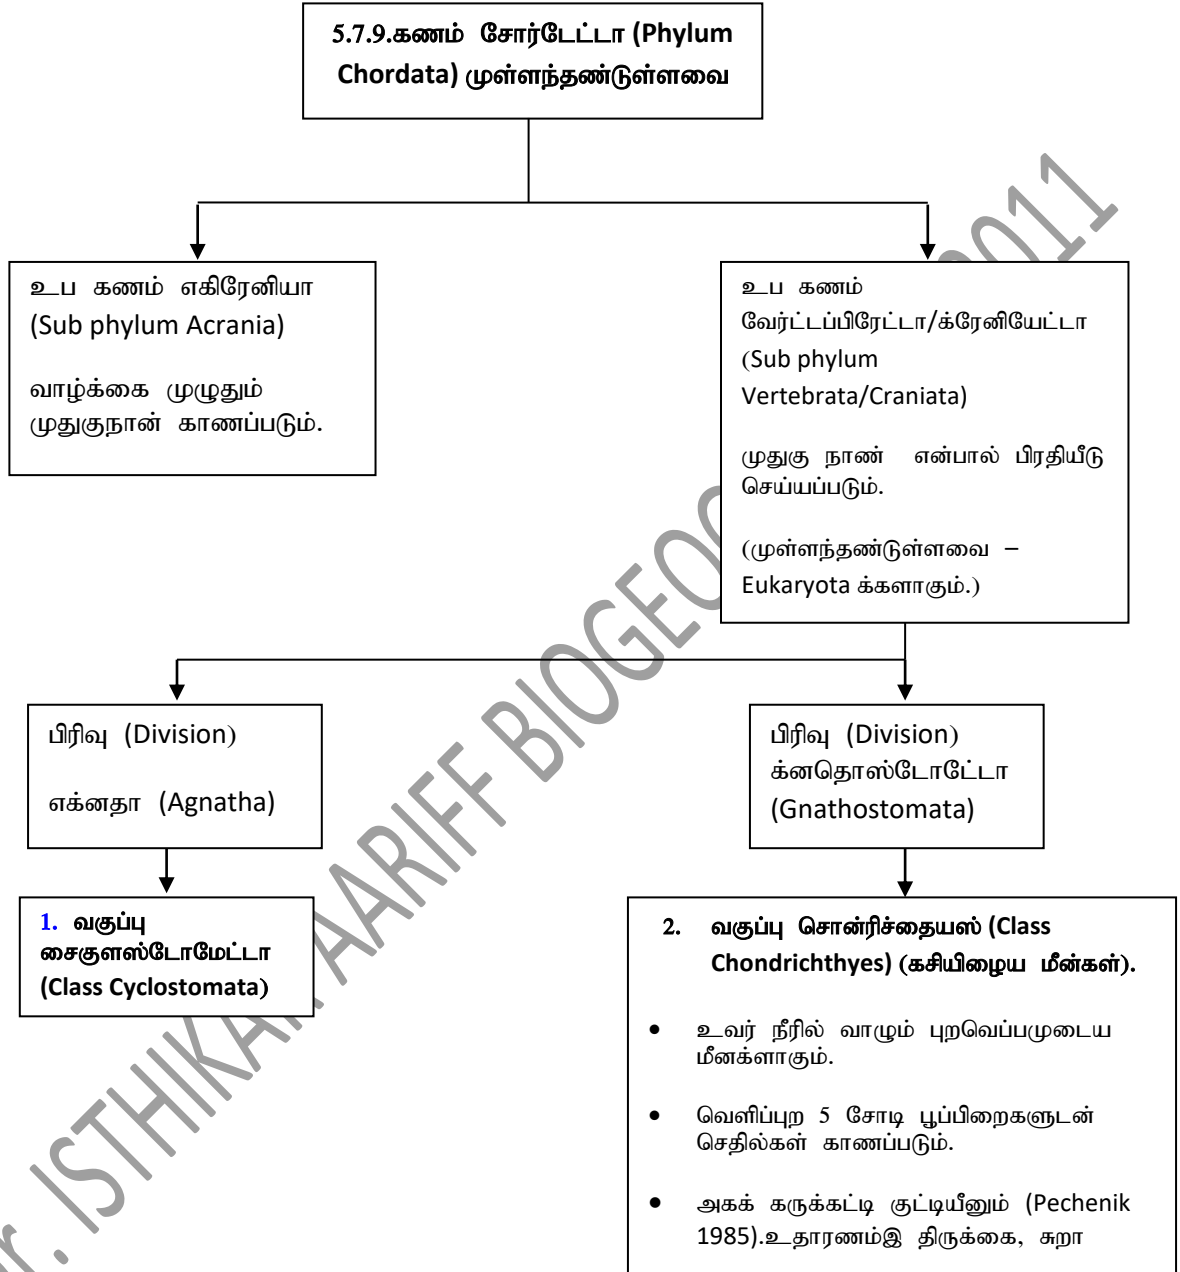 5.7.9.கணம் சோர்டேட்டா (Phylum
Chordata) முள்ளந்தண்டுள்ளவை
உப கணம் எகிரேனியா
(Sub phylum Acrania)
வாழ்க்கை முழுதும்
முதுகுநான் காணப்படும்.
உப கணம்
வேர்ட்டப்பிரேட்டா/க்ரேனியேட்டா
(Sub phylum
Vertebrata/Craniata)
முதுகு நாண் என்பால் பிரதியீடு
செய்யப்படும்.
(முள்ளந்தண்டுள்ளவை –
Eukaryota க்களாகும்.)
பிரிவு (Division)
எக்னதா (Agnatha)
பிரிவு (Division)
க்னதொஸ்டோடேட்டா
(Gnathostomata)
1. வகுப்பு
சைகுளஸ்டோமேட்டா
(Class Cyclostomata)
2. வகுப்பு சொன்ரிச்தையஸ் (Class
Chondrichthyes) (கசியிழைய மீன்கள்).
• உவர் நீரில் வாழும் புறவெப்பமுடைய
மீனக்ளாகும்.
• வெளிப்புற 5 சோடி பூப்பிறைகளுடன்
செதில்கள் காணப்படும்.
• அகக் கருக்கட்டி குட்டியீனும் (Pechenik
1985).உதாரணம்இ திருக்கை, சுறா
AARIFF
2011